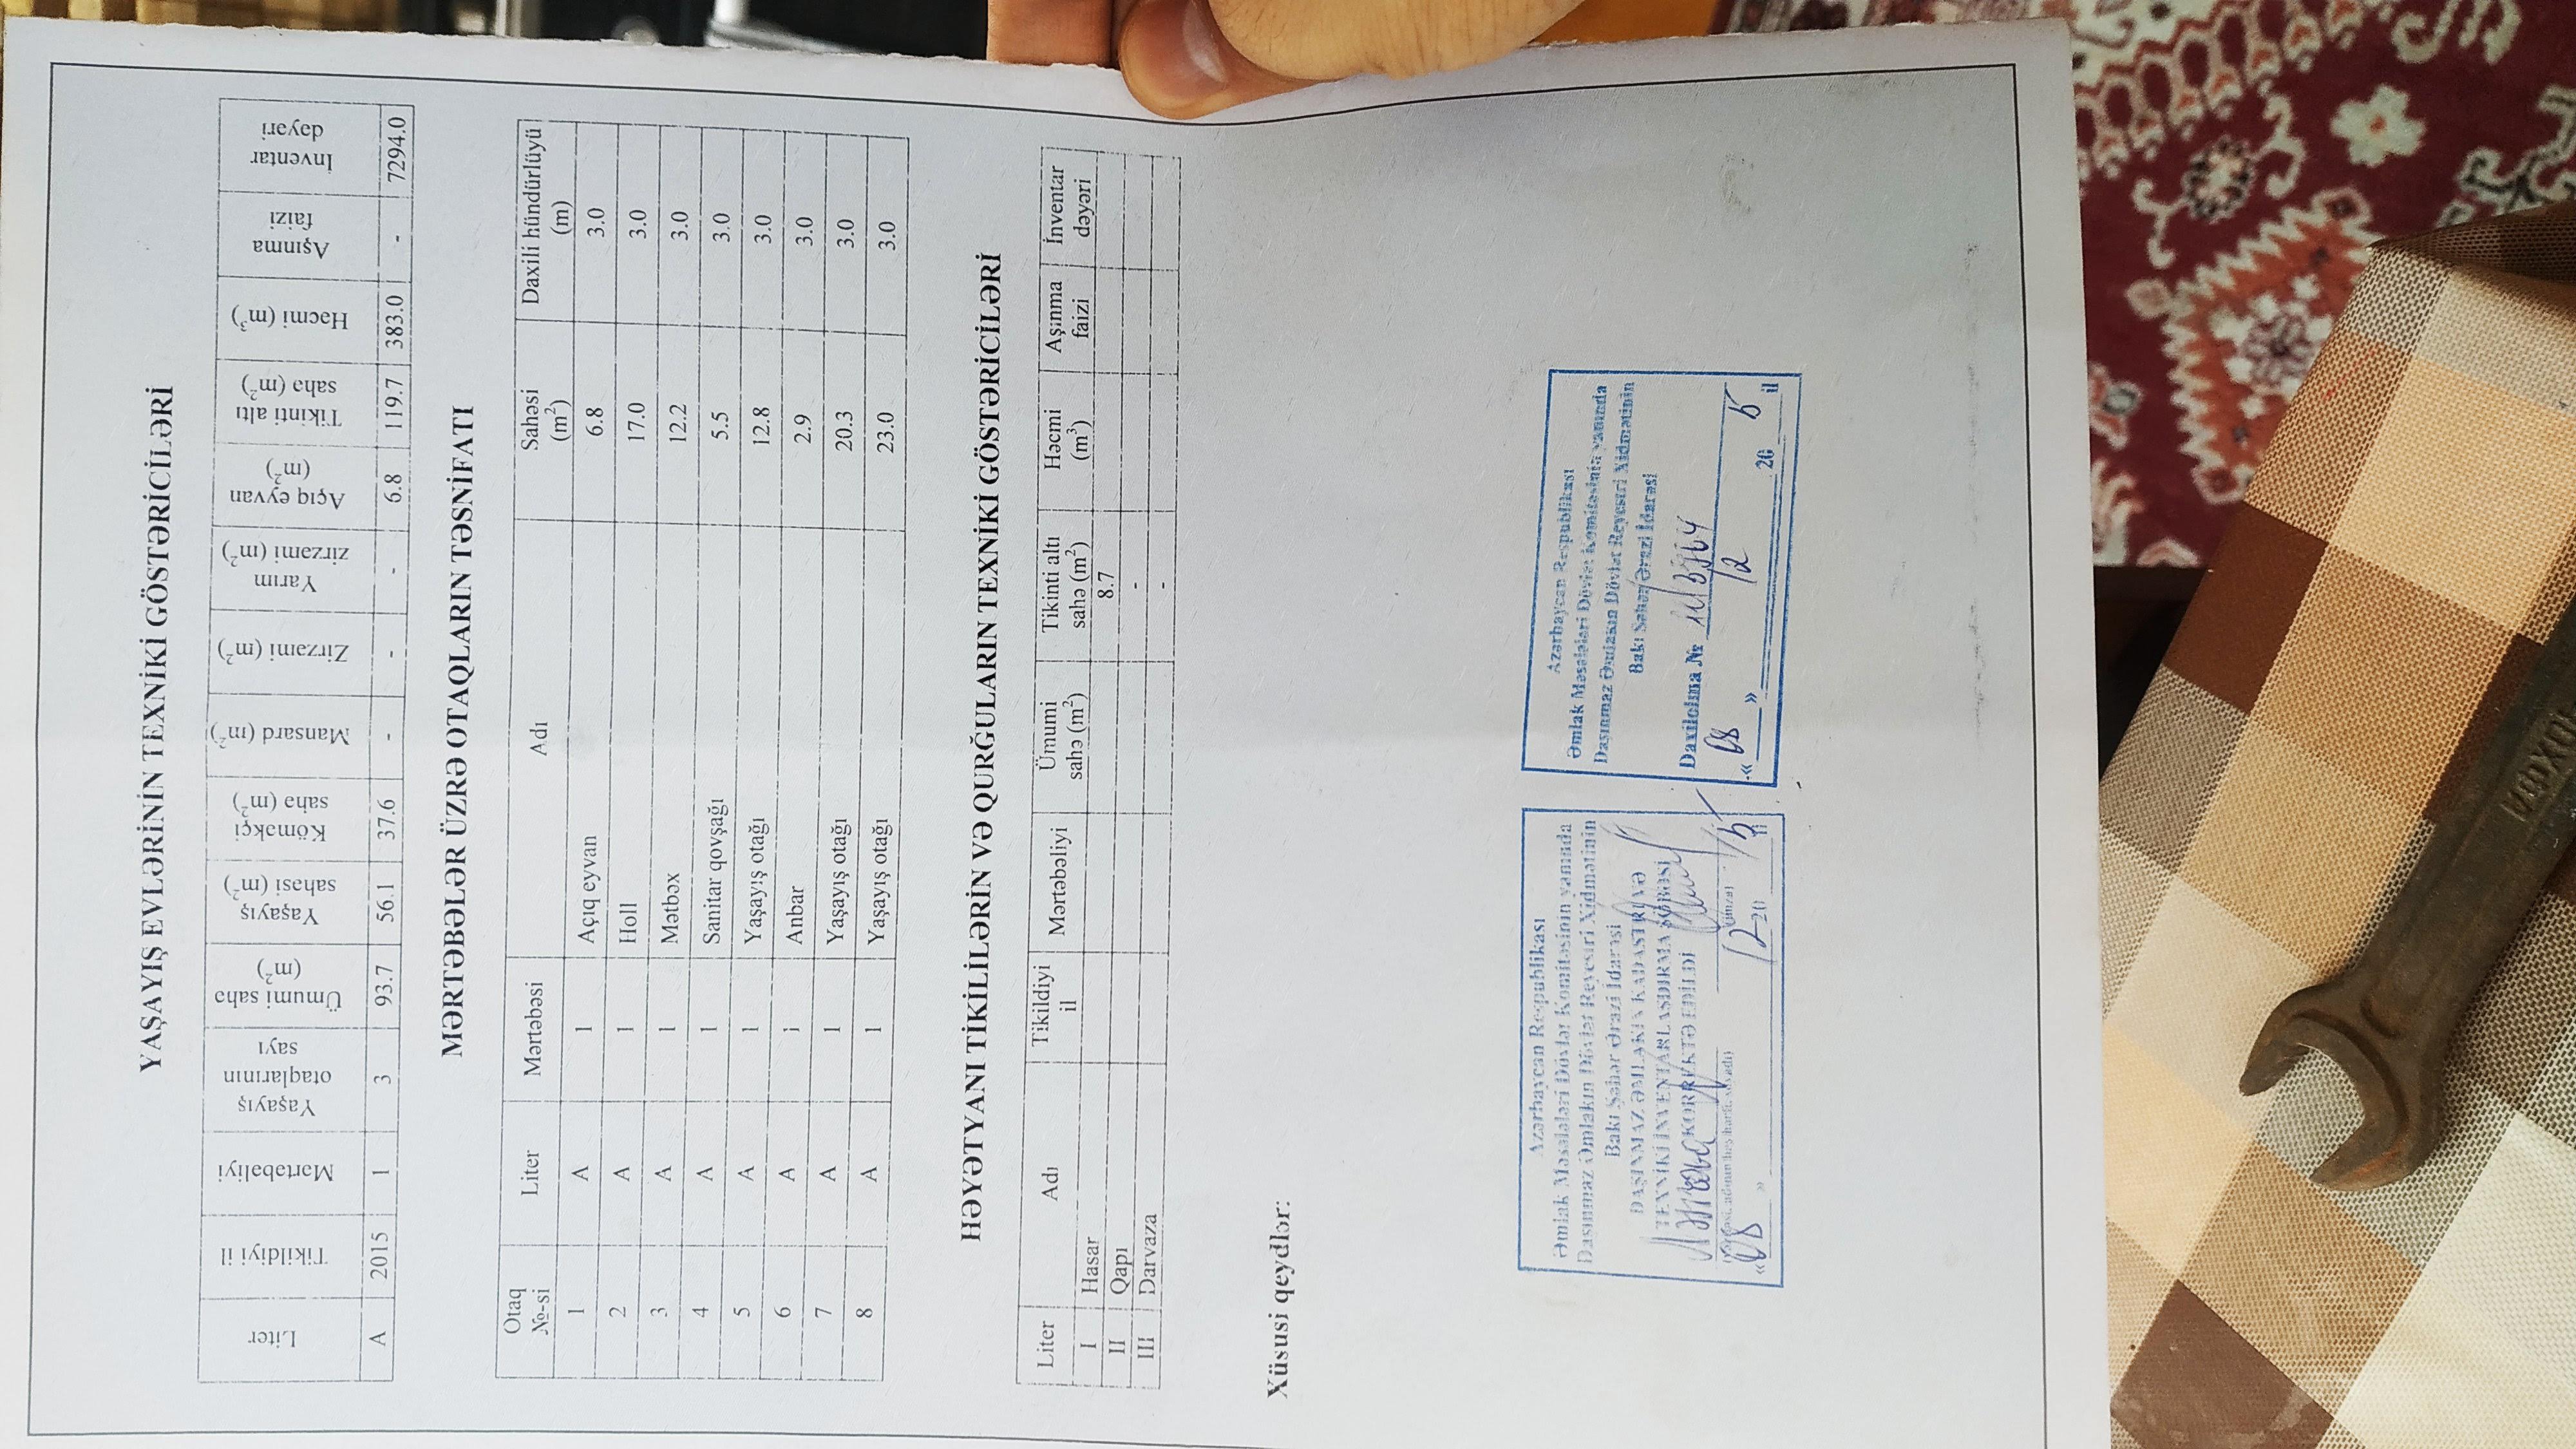 YAŞAYIŞ EVLƏRİNİN TEXNİKİ GÖSTƏRİCİLƏRİ
Liter Tikildiyi il Mərtəbəliyi Yaşayış otaqlarının sayı Ümumi sahə (m²) Yaşayış sahəsi (m²) Köməkçi sahə (m²) Mansard (m²) Zirzəmi (m²) Yarım zirzəmi (m²) Açıq eyvan (m²) Tikinti altı sahə (m²) Həcmi (m³) Aşınma faizi İnventar dəyəri
A 2015 1 3 93.7 56.1 37.6 - - - 6.8 119.7 383.0 - 72940
MƏRTƏBƏLƏR ÜZRƏ OTAQLARIN TƏSNİFATI
Otaq №-si Liter Mərtəbəsi Adı Sahəsi (m²) Daxili hündürlüyü (m)
1 A 1 Açıq eyvan 6.8 3.0
2 A 1 Holl 17.0 3.0
3 A 1 Mətbəx 12.2 3.0
4 A 1 Sanitar qovşağı 5.5 3.0
5 A 1 Yaşayış otağı 12.8 3.0
6 A 1 Anbar 2.9 3.0
7 A 1 Yaşayış otağı 20.3 3.0
8 A 1 Yaşayış otağı 23.0 3.0
HƏYƏTYANI TİKİLİLƏRİN VƏ QURĞULARIN TEXNİKİ GÖSTƏRİCİLƏRİ
Liter Adı Tikildiyi il Mərtəbəliyi Ümumi sahə (m²) Tikinti altı sahə (m²) Həcmi (m³) Aşınma faizi İnventar dəyəri
I Hasar 8.7
II Qapı -
III Darvaza -
Xüsusi qeydlər:
Azərbaycan Respublikası
Əmlak Məsələləri Dövlət Komitəsinin yanında
Daşınmaz Əmlakın Dövlət Reyestri Xidmətinin
Bakı Şəhər Ərazi İdarəsi
DAŞINMAZ ƏMLAKIN KADASTRI VƏ
TEXNİKİ İNVENTARLAŞDIRMA ŞÖBƏSİ
KORREKTƏ EDİLDİ
« 08 » 12 20 15 il
Azərbaycan Respublikası
Əmlak Məsələləri Dövlət Komitəsinin yanında
Daşınmaz Əmlakın Dövlət Reyestri Xidmətinin
Bakı Şəhər Ərazi İdarəsi
Daxilolma №
« 08 » 12 20 15 il